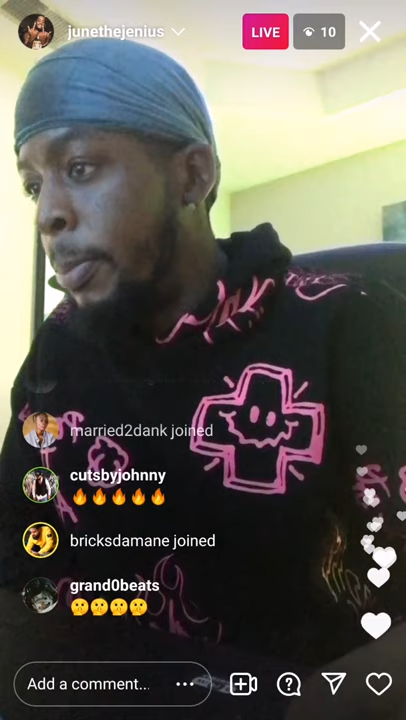 junethejenius
LIVE
10
married2dank joined
cutsbyjohnny
bricksdamane joined
grand0beats
Add a comment...